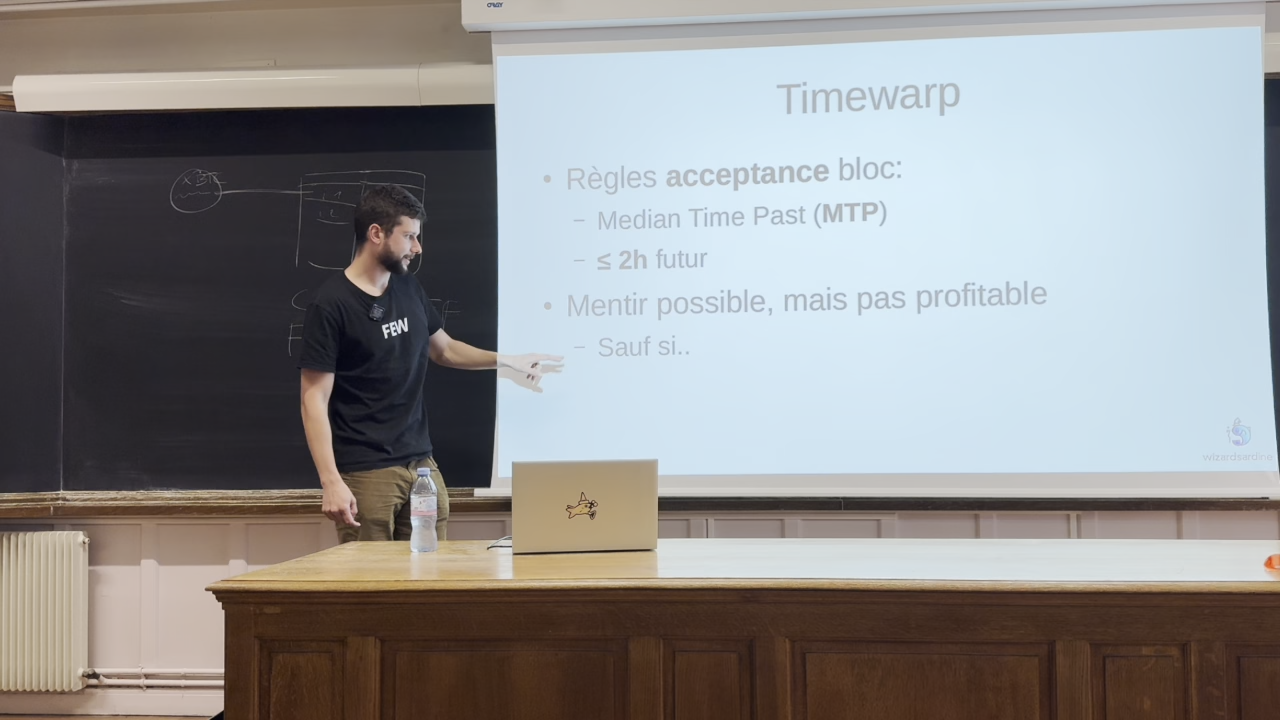 ORAY
Timewarp
• Règles acceptance bloc:
– Median Time Past (MTP)
– ≤ 2h futur
• Mentir possible, mais pas profitable
– Sauf si..
wizardsardine
FEW